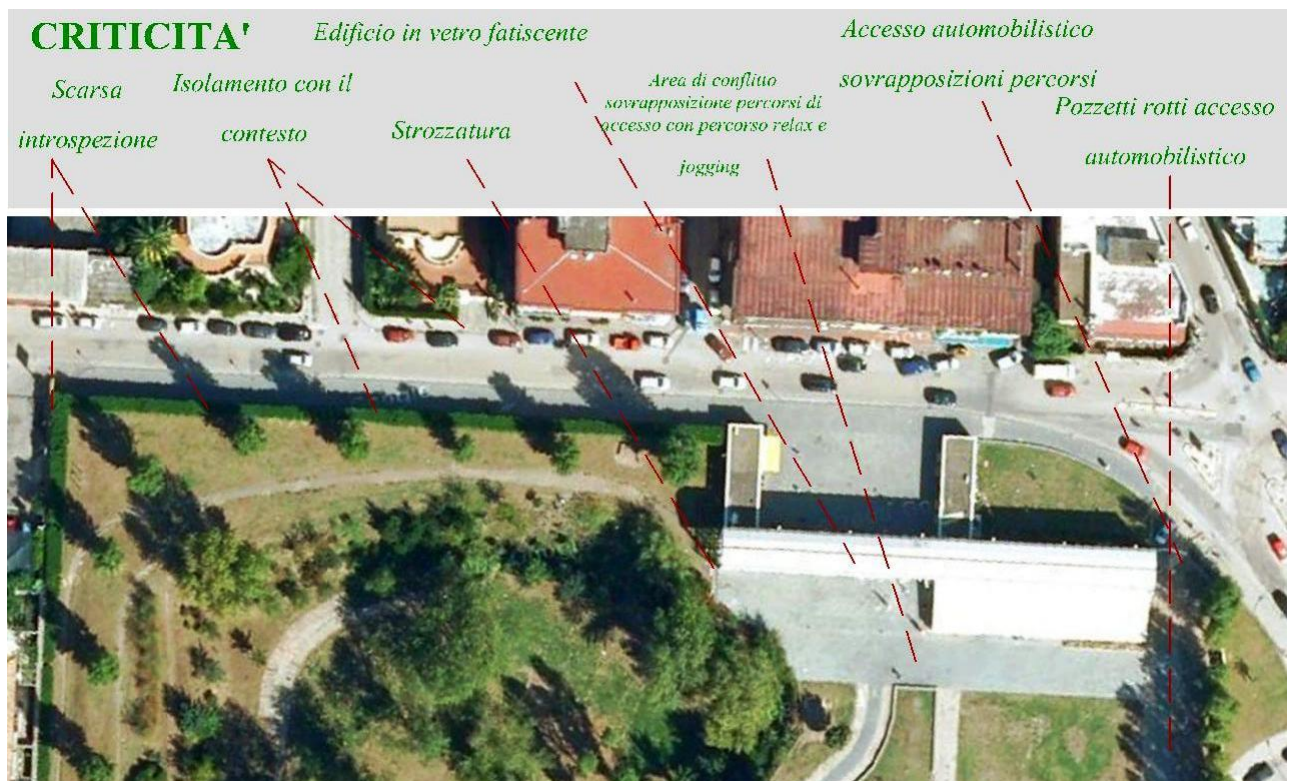 CRITICITA'
Scarsa
introspezione
Isolamento con il
contesto
Edificio in vetro fatiscente
Strozzatura
Area di conflitto
sovrapposizione percorsi di
accesso con percorso relax e
jogging
Accesso automobilistico
sovrapposizioni percorsi
Pozzetti rotti accesso
automobilistico